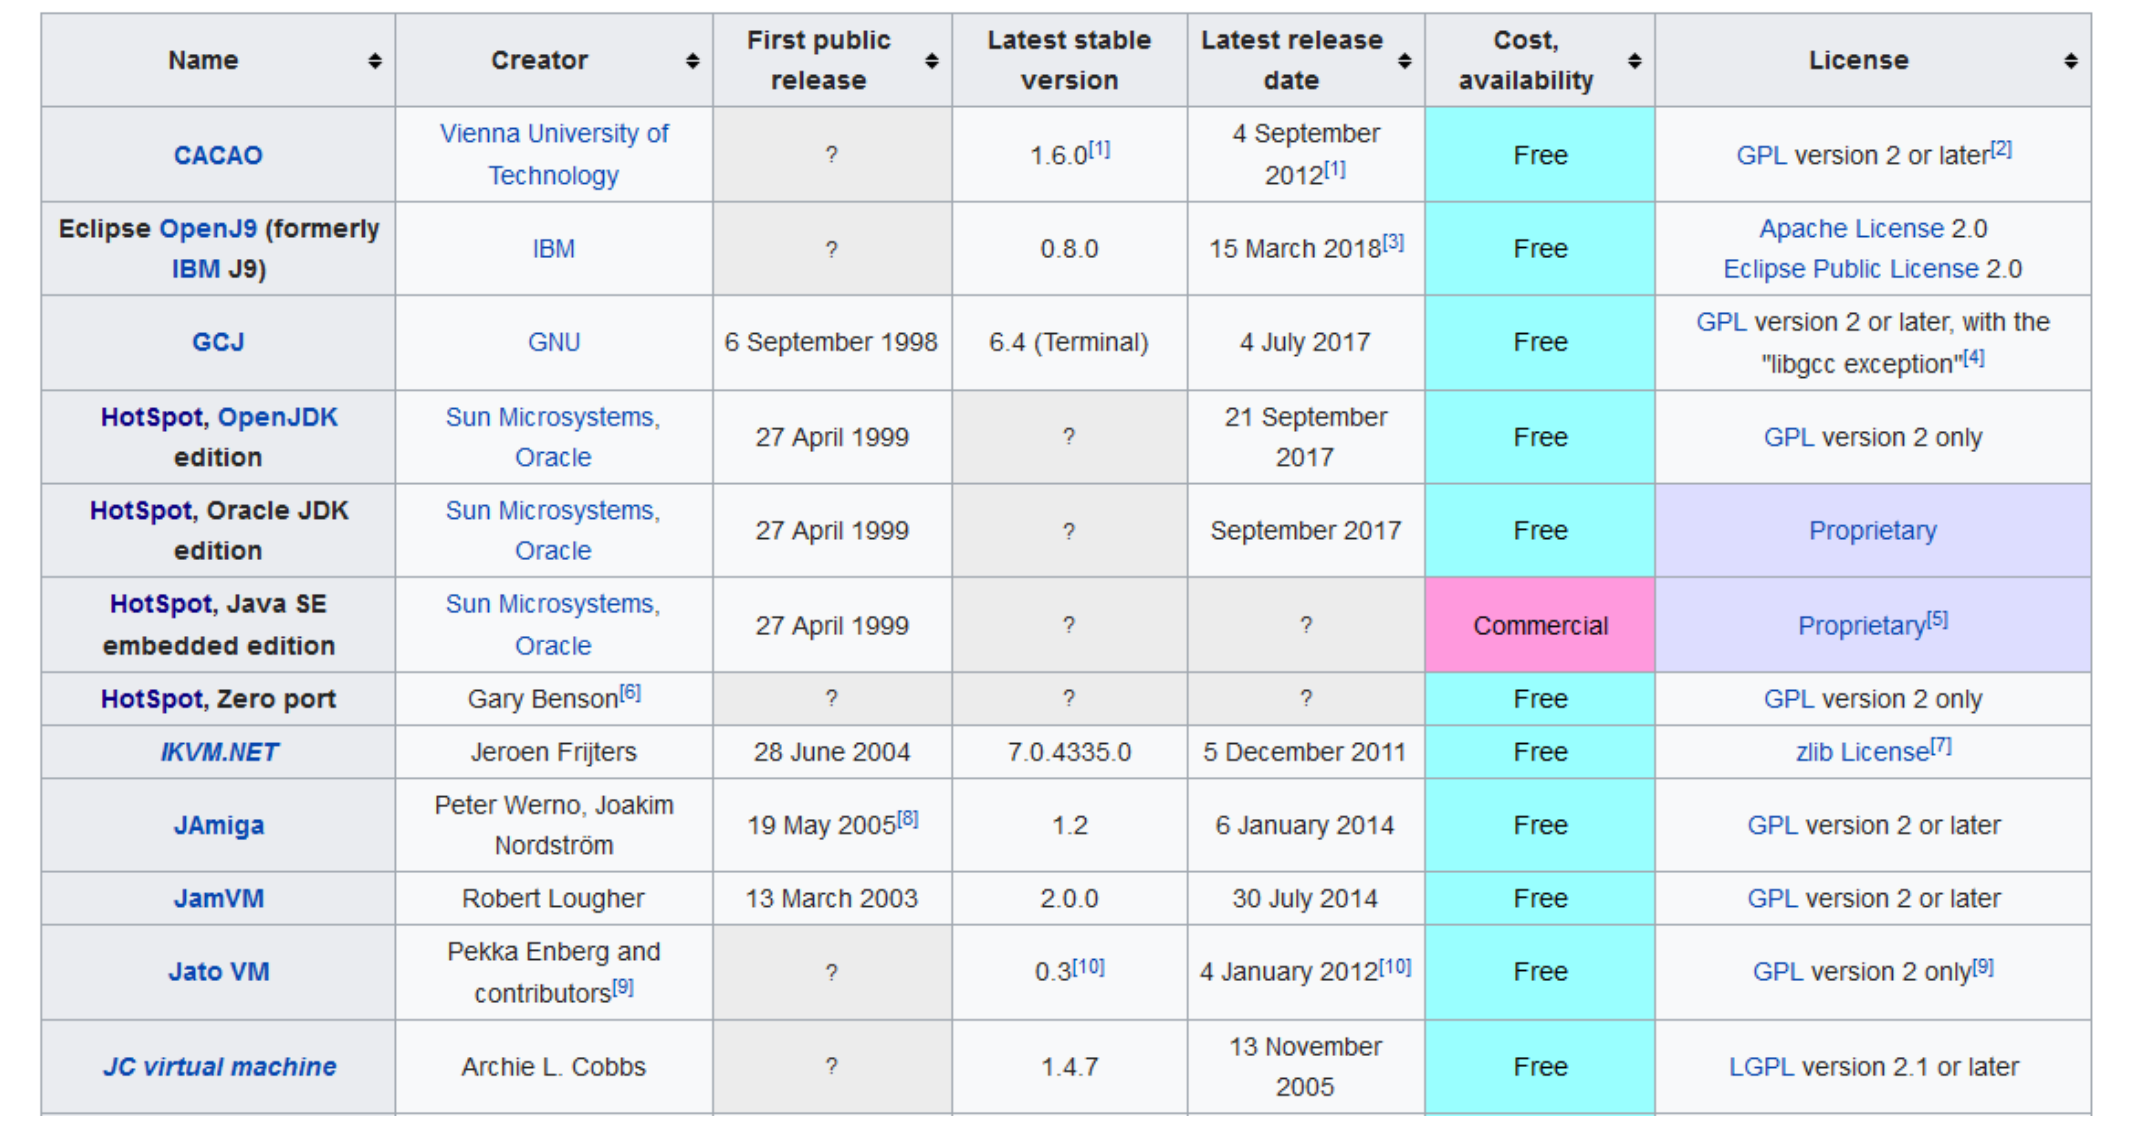 Name
Creator
First public
release
Latest stable
version
Latest release
date
Cost,
availability
License
CACAO
Vienna University of
Technology
?
1.6.0[1]
4 September
2012[1]
Free
GPL version 2 or later[2]
Eclipse OpenJ9 (formerly
IBM J9)
IBM
?
0.8.0
15 March 2018[3]
Free
Apache License 2.0
Eclipse Public License 2.0
GCJ
GNU
6 September 1998
6.4 (Terminal)
4 July 2017
Free
GPL version 2 or later, with the
"libgcc exception"[4]
HotSpot, OpenJDK
edition
Sun Microsystems,
Oracle
27 April 1999
?
21 September
2017
Free
GPL version 2 only
HotSpot, Oracle JDK
edition
Sun Microsystems,
Oracle
27 April 1999
?
September 2017
Free
Proprietary
HotSpot, Java SE
embedded edition
Sun Microsystems,
Oracle
27 April 1999
?
?
Commercial
Proprietary[5]
HotSpot, Zero port
Gary Benson[6]
?
?
?
Free
GPL version 2 only
IKVM.NET
Jeroen Frijters
28 June 2004
7.0.4335.0
5 December 2011
Free
zlib License[7]
JAmiga
Peter Werno, Joakim
Nordström
19 May 2005[8]
1.2
6 January 2014
Free
GPL version 2 or later
JamVM
Robert Lougher
13 March 2003
2.0.0
30 July 2014
Free
GPL version 2 or later
Jato VM
Pekka Enberg and
contributors[9]
?
0.3[10]
4 January 2012[10]
Free
GPL version 2 only[9]
JC virtual machine
Archie L. Cobbs
?
1.4.7
13 November
2005
Free
LGPL version 2.1 or later